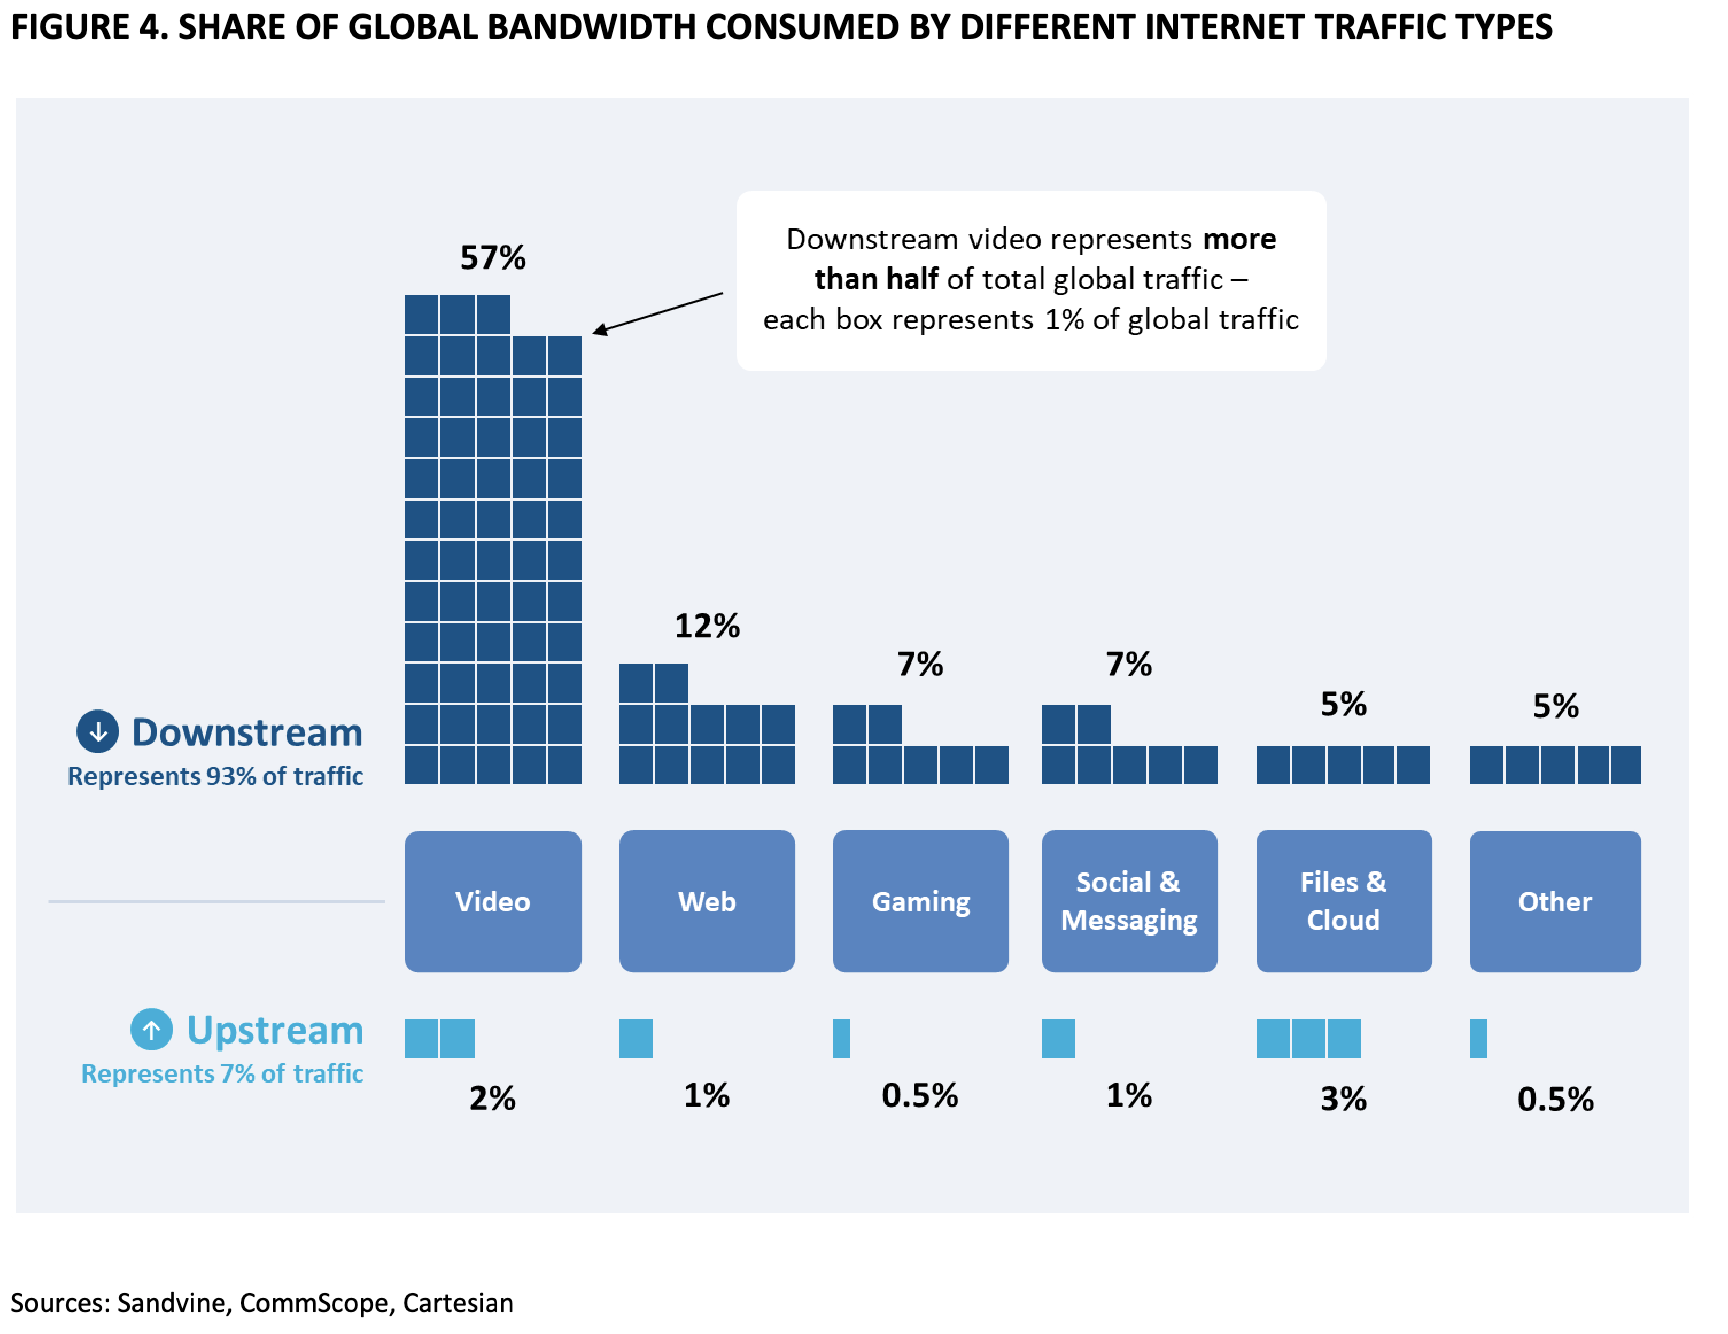 FIGURE 4. SHARE OF GLOBAL BANDWIDTH CONSUMED BY DIFFERENT INTERNET TRAFFIC TYPES
Downstream video represents more
than half of total global traffic –
each box represents 1% of global traffic
57%
12%
7%
7%
5%
5%
Downstream
Represents 93% of traffic
Video
Web
Gaming
Social &
Messaging
Files &
Cloud
Other
Upstream
Represents 7% of traffic
2%
1%
0.5%
1%
3%
0.5%
Sources: Sandvine, CommScope, Cartesian